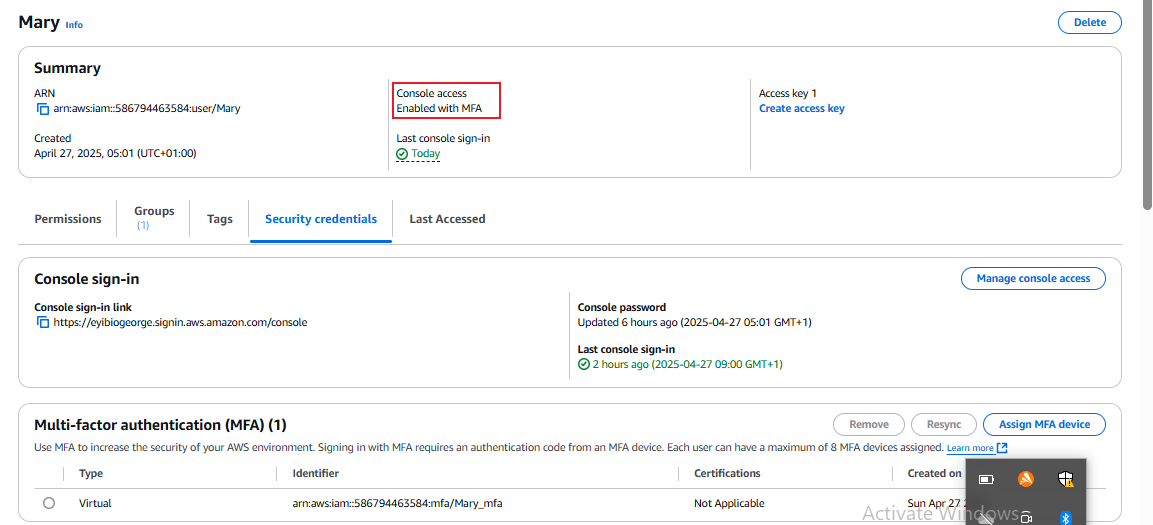 Mary Info
Delete
Summary
ARN
arn:aws:iam::586794463584:user/Mary
Created
April 27, 2025, 05:01 (UTC+01:00)
Console access
Enabled with MFA
Last console sign-in
Today
Access key 1
Create access key
Permissions
Groups
(1)
Tags
Security credentials
Last Accessed
Console sign-in
Manage console access
Console sign-in link
https://eyibiogeorge.signin.aws.amazon.com/console
Console password
Updated 6 hours ago (2025-04-27 05:01 GMT+1)
Last console sign-in
2 hours ago (2025-04-27 09:00 GMT+1)
Multi-factor authentication (MFA) (1)
Remove
Resync
Assign MFA device
Use MFA to increase the security of your AWS environment. Signing in with MFA requires an authentication code from an MFA device. Each user can have a maximum of 8 MFA devices assigned. Learn more
Type
Identifier
Certifications
Created on
Virtual
arn:aws:iam::586794463584:mfa/Mary_mfa
Not Applicable
Sun Apr 27
Activate Windows